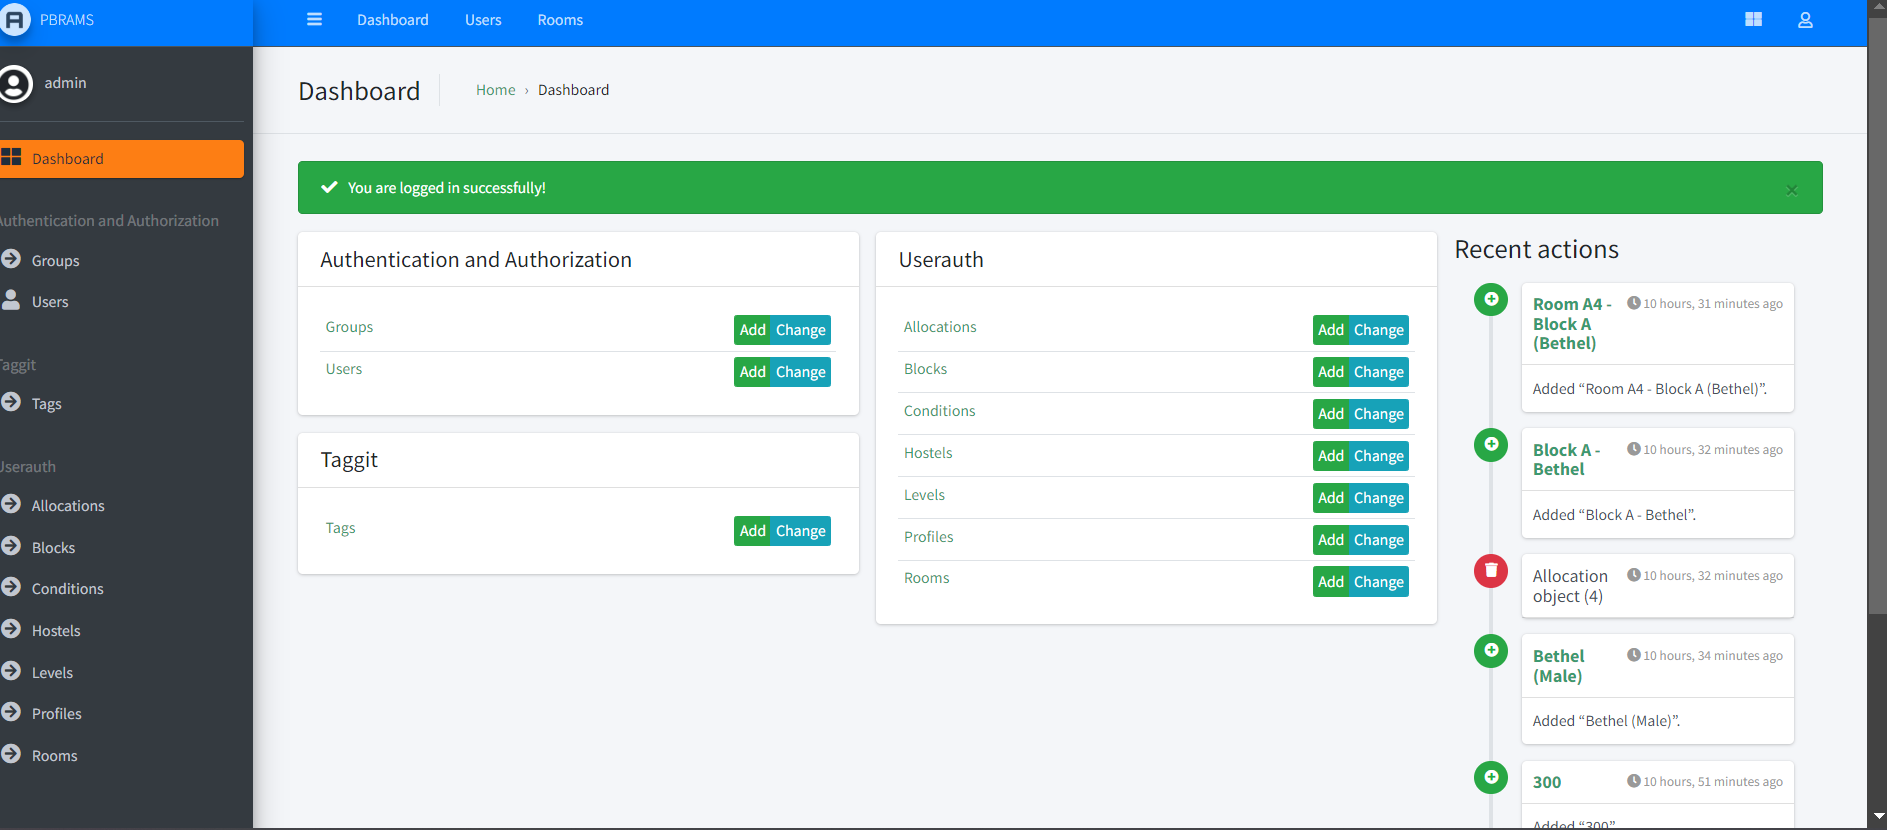 PBRAMS
Dashboard
Users
Rooms
admin
Dashboard
Authentication and Authorization
Groups
Users
Taggit
Tags
Userauth
Allocations
Blocks
Conditions
Hostels
Levels
Profiles
Rooms
Dashboard
Home › Dashboard
You are logged in successfully!
×
Authentication and Authorization
Groups Add Change
Users Add Change
Taggit
Tags Add Change
Userauth
Allocations Add Change
Blocks Add Change
Conditions Add Change
Hostels Add Change
Levels Add Change
Profiles Add Change
Rooms Add Change
Recent actions
Room A4 -
Block A
(Bethel)
10 hours, 31 minutes ago
Added “Room A4 - Block A (Bethel)”.
Block A -
Bethel
10 hours, 32 minutes ago
Added “Block A - Bethel”.
Allocation
object (4)
10 hours, 32 minutes ago
Bethel
(Male)
10 hours, 34 minutes ago
Added “Bethel (Male)”.
300
10 hours, 51 minutes ago
Added “300”